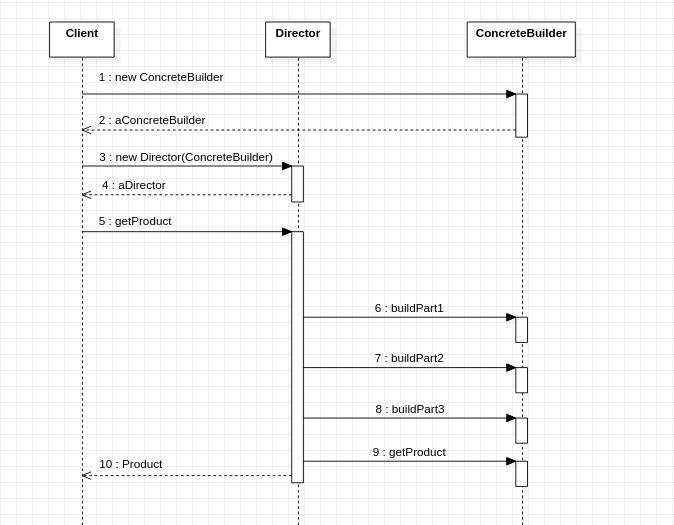 Client
Director
ConcreteBuilder
1 : new ConcreteBuilder
2 : aConcreteBuilder
3 : new Director(ConcreteBuilder)
4 : aDirector
5 : getProduct
6 : buildPart1
7 : buildPart2
8 : buildPart3
9 : getProduct
10 : Product